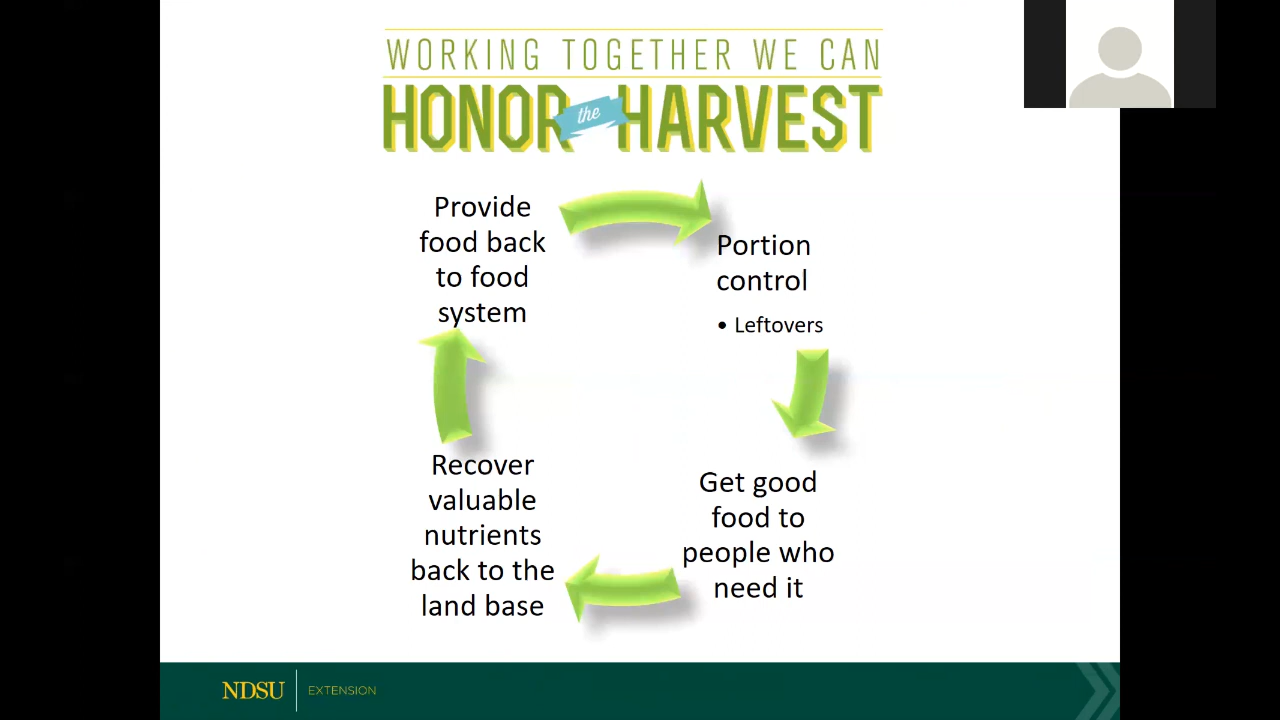 WORKING TOGETHER WE CAN
HONOR the HARVEST
Provide
food back
to food
system
Portion
control
• Leftovers
Get good
food to
people who
need it
Recover
valuable
nutrients
back to the
land base
NDSU EXTENSION